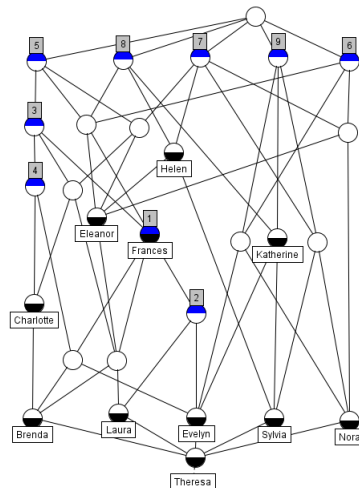 5
8
7
9
6
3
4
Helen
1
Eleanor
Frances
Katherine
2
Charlotte
Brenda
Laura
Evelyn
Sylvia
Nora
Theresa